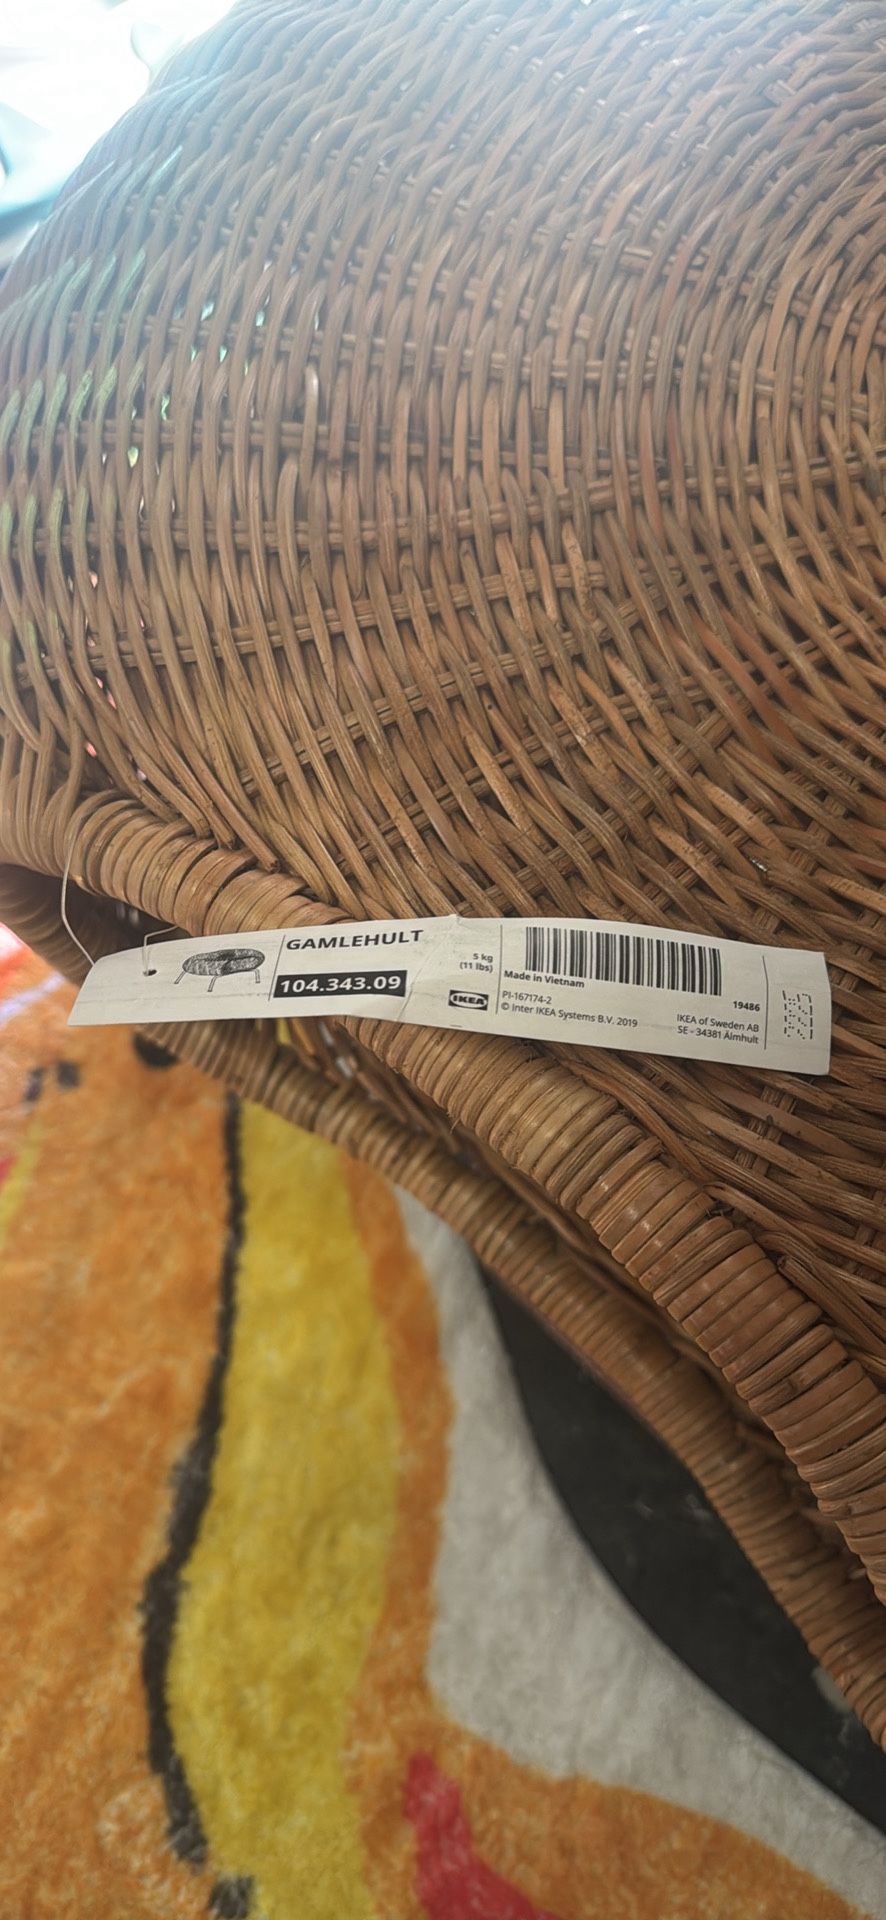 GAMLEHULT
104.343.09
5 kg
(11 lbs)
IKEA
Made in Vietnam
PI-167174-2
© Inter IKEA Systems B.V. 2019
19486
IKEA of Sweden AB
SE - 34381 Älmhult